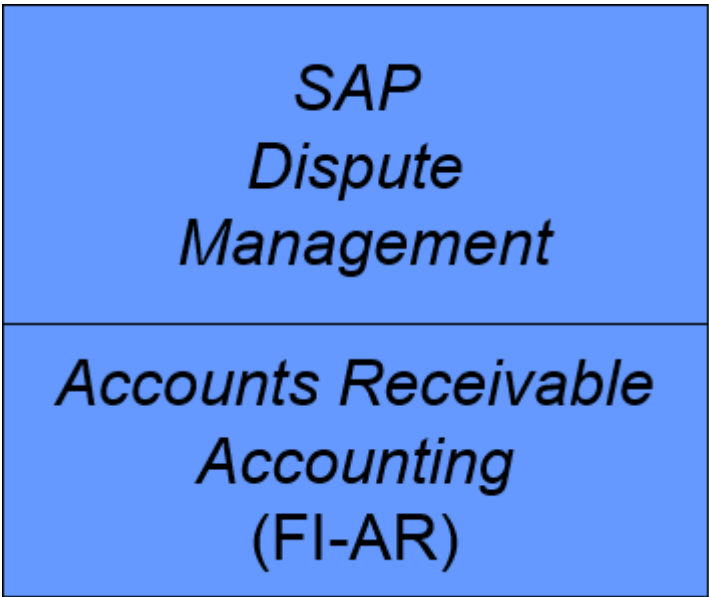 SAP
Dispute
Management
Accounts Receivable
Accounting
(FI-AR)